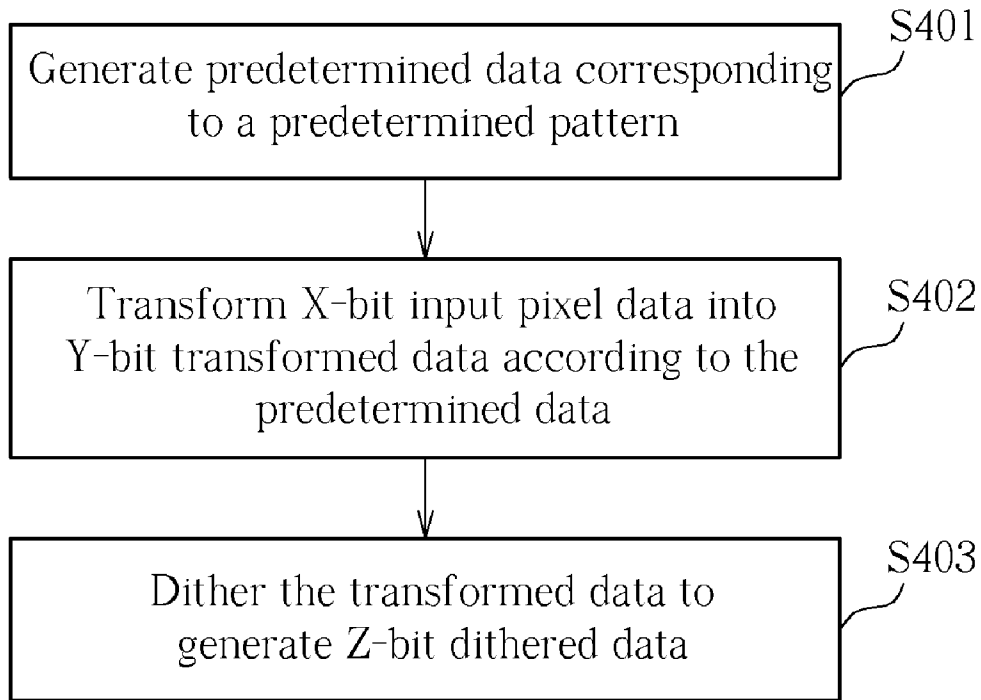 S401
Generate predetermined data corresponding
to a predetermined pattern
S402
Transform X-bit input pixel data into
Y-bit transformed data according to the
predetermined data
S403
Dither the transformed data to
generate Z-bit dithered data